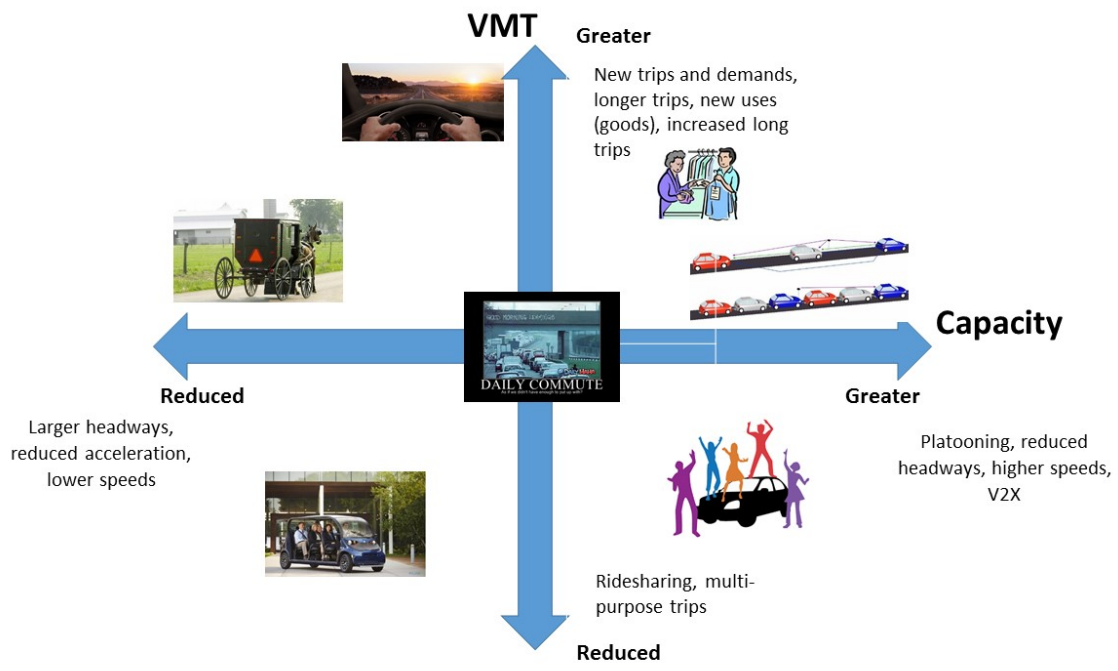 VMT
Greater
New trips and demands,
longer trips, new uses
(goods), increased long
trips
Capacity
DAILY COMMUTE
Reduced
Greater
Larger headways,
reduced acceleration,
lower speeds
Platooning, reduced
headways, higher speeds,
V2X
Ridesharing, multi-
purpose trips
Reduced